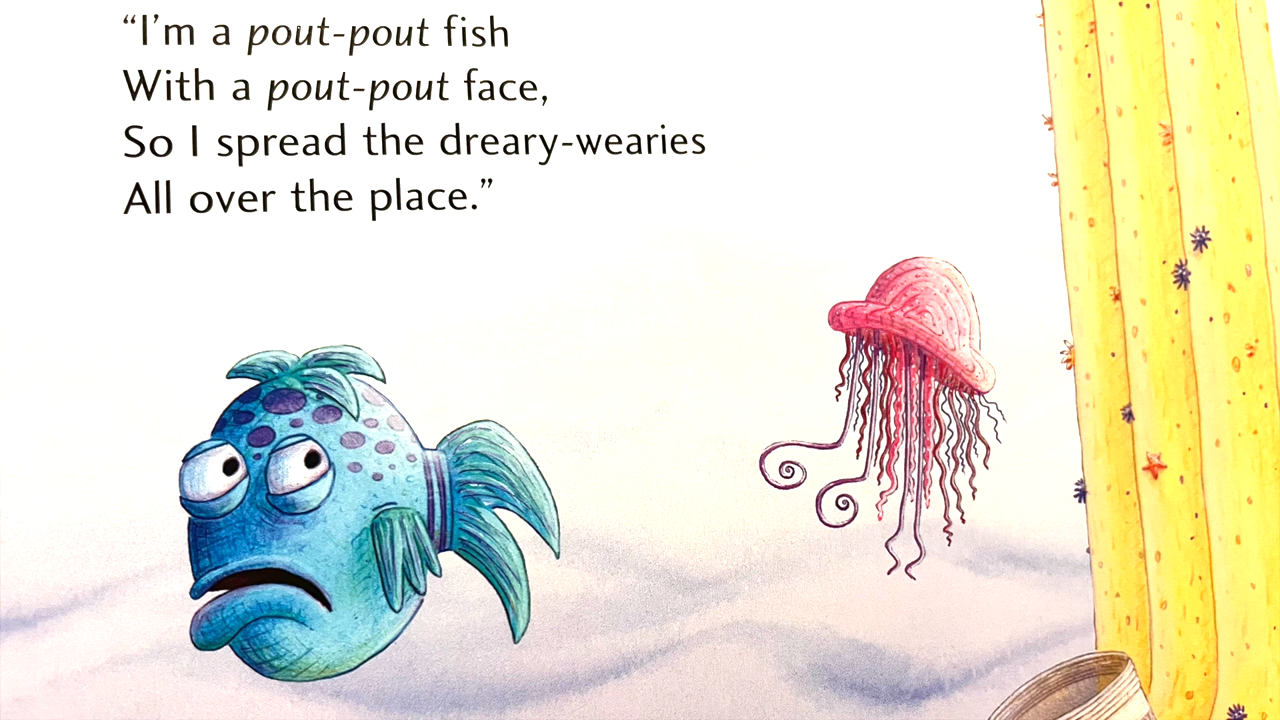 “I’m a pout-pout fish
With a pout-pout face,
So I spread the dreary-wearies
All over the place.”